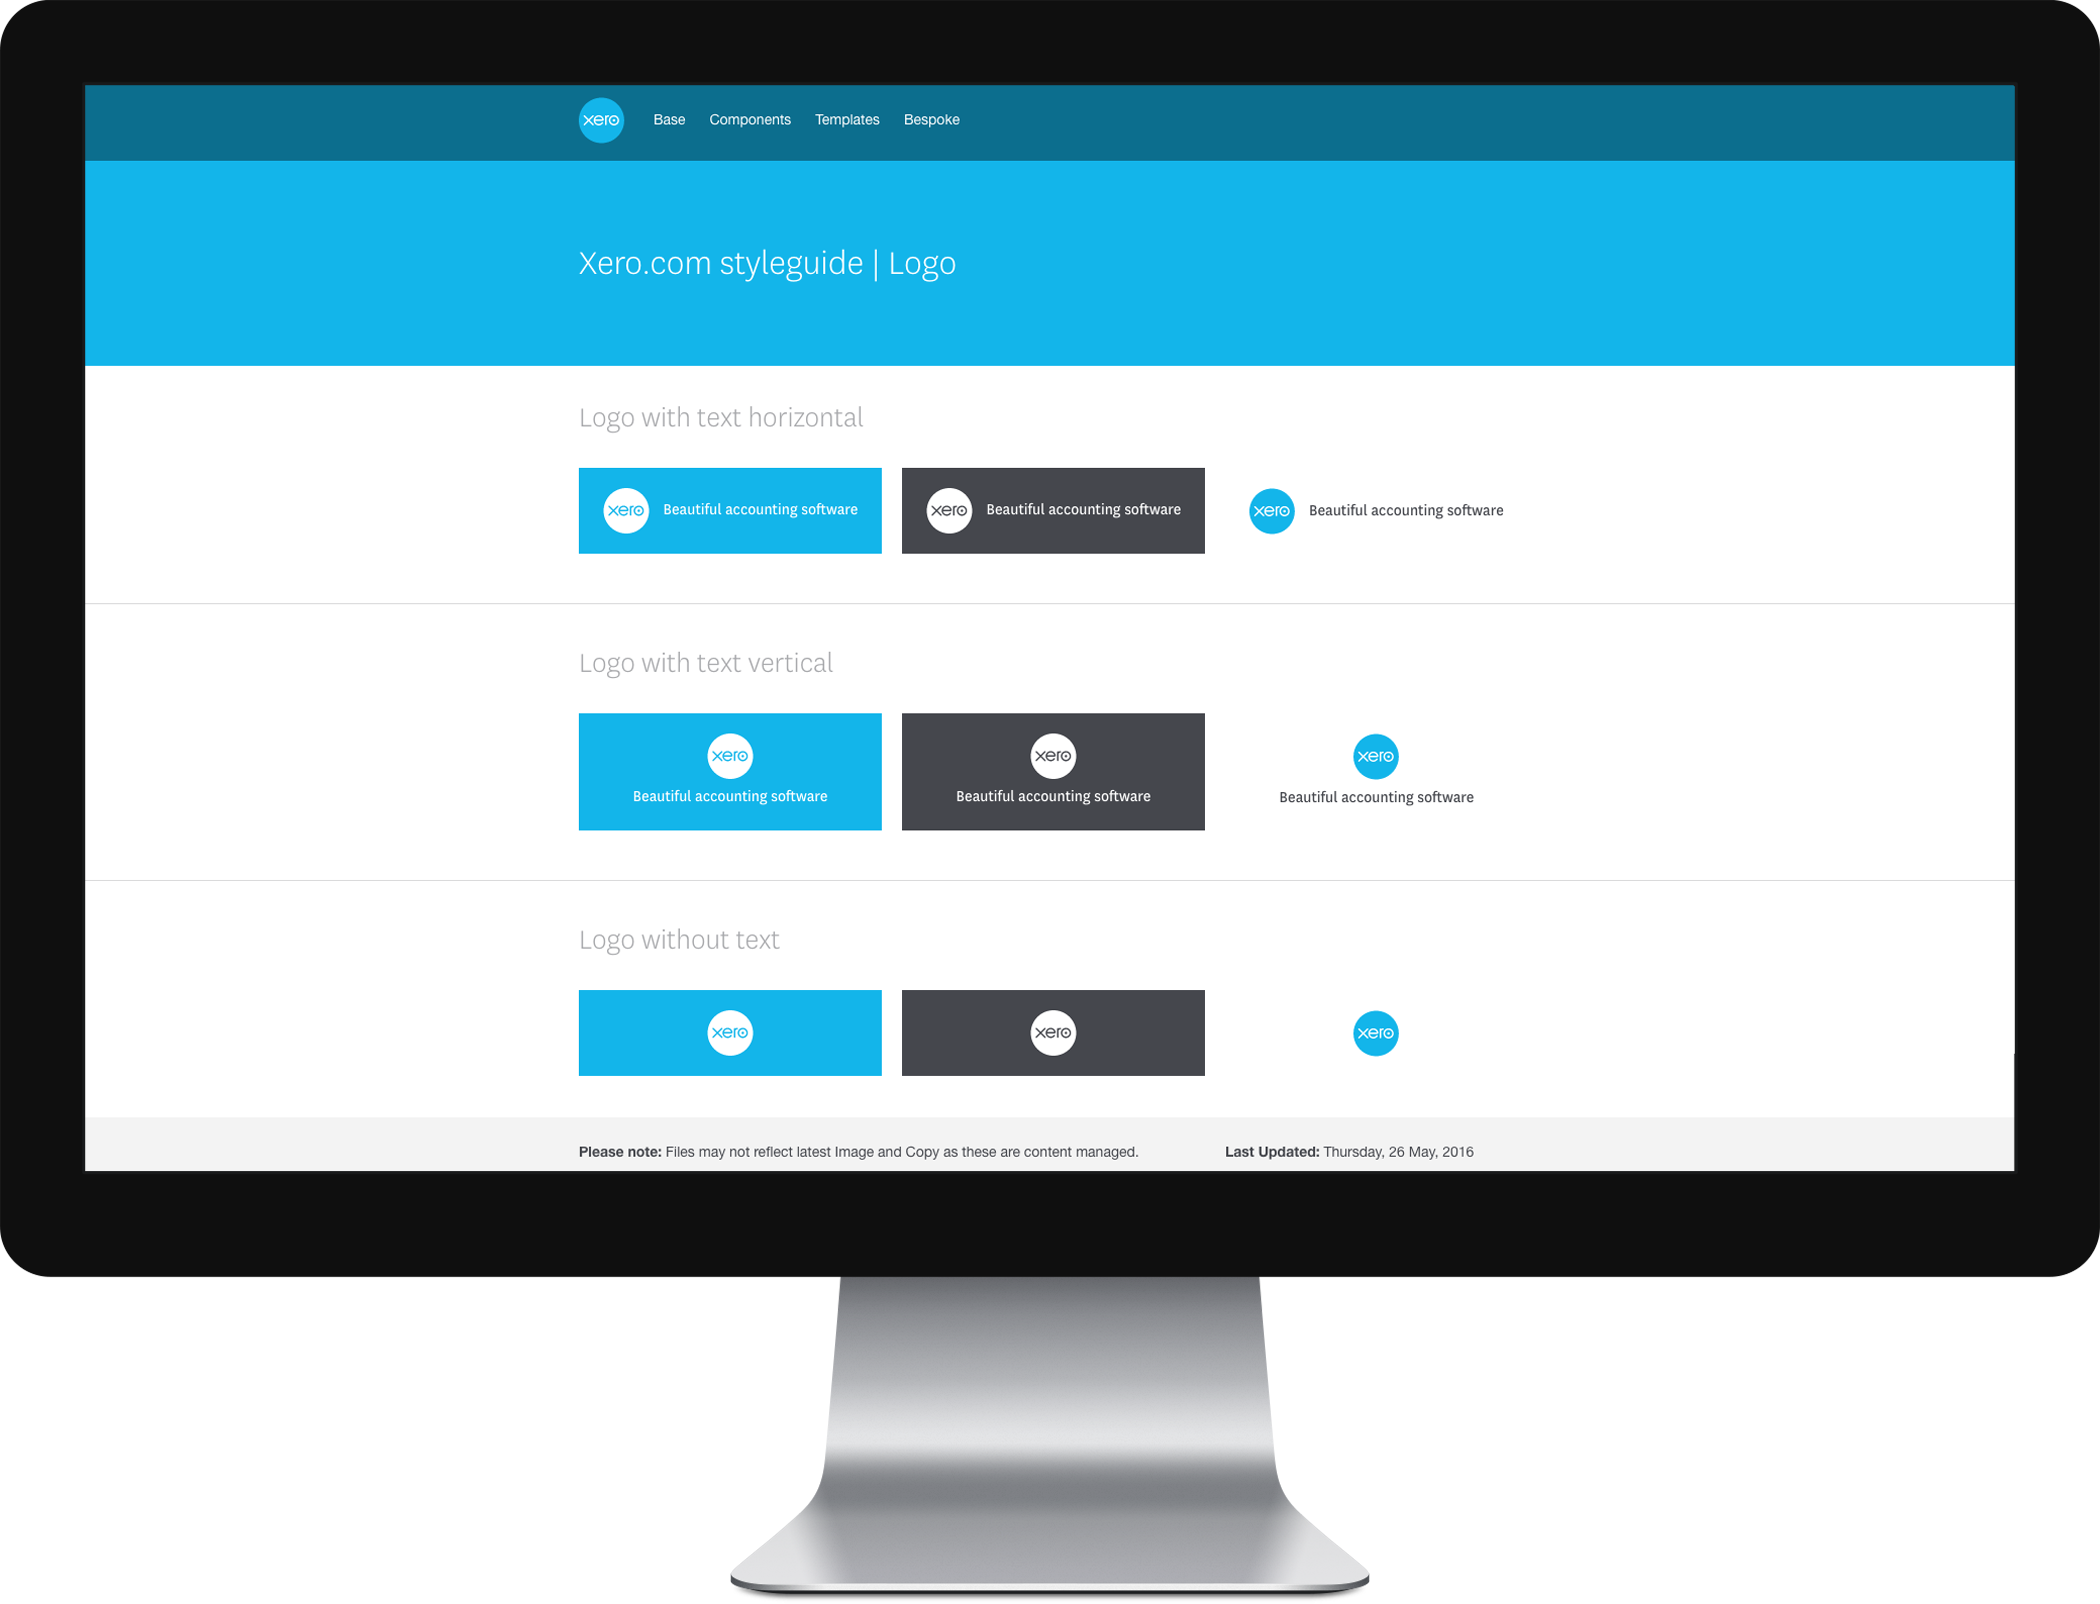 xero Base Components Templates Bespoke
Xero.com styleguide | Logo
Logo with text horizontal
xero Beautiful accounting software xero Beautiful accounting software xero Beautiful accounting software
Logo with text vertical
xero xero xero
Beautiful accounting software Beautiful accounting software Beautiful accounting software
Logo without text
xero xero xero
Please note: Files may not reflect latest Image and Copy as these are content managed. Last Updated: Thursday, 26 May, 2016